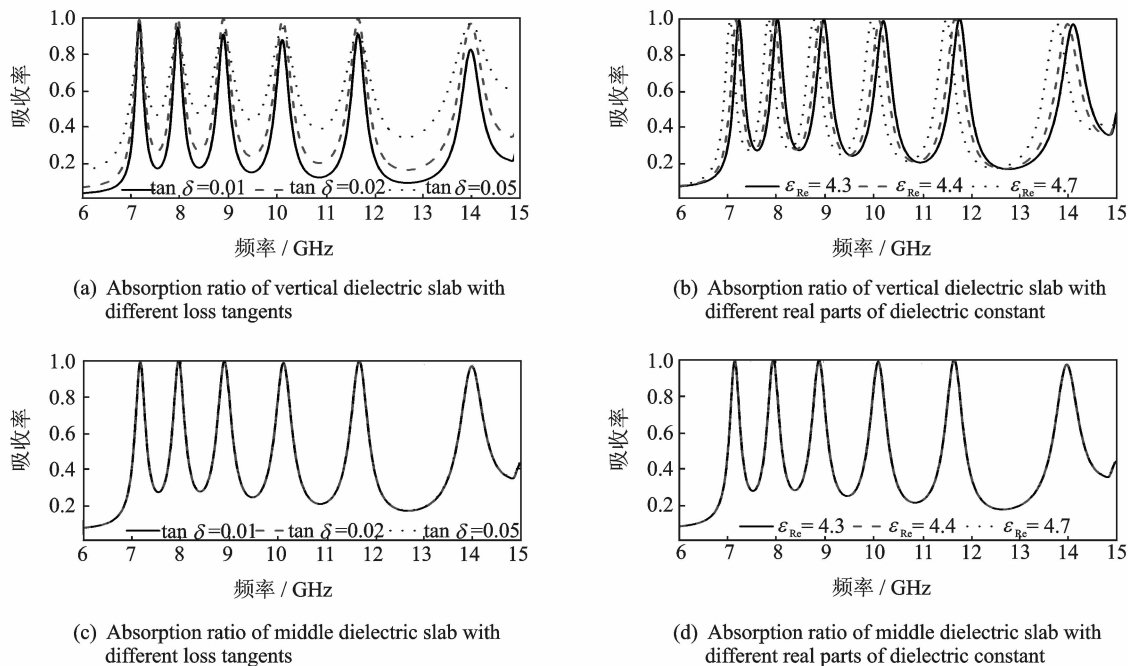 1.0
0.8
0.6
0.4
0.2
吸收率
tan δ=0.01 tan δ=0.02 tan δ=0.05
6 7 8 9 10 11 12 13 14 15
频率 / GHz
(a) Absorption ratio of vertical dielectric slab with
different loss tangents
1.0
0.8
0.6
0.4
0.2
吸收率
εRe= 4.3 εRe= 4.4 εRe= 4.7
6 7 8 9 10 11 12 13 14 15
频率 / GHz
(b) Absorption ratio of vertical dielectric slab with
different real parts of dielectric constant
1.0
0.8
0.6
0.4
0.2
吸收率
tan δ=0.01 tan δ=0.02 tan δ=0.05
6 7 8 9 10 11 12 13 14 15
频率 / GHz
(c) Absorption ratio of middle dielectric slab with
different loss tangents
1.0
0.8
0.6
0.4
0.2
吸收率
εRe= 4.3 εRe= 4.4 εRe= 4.7
6 7 8 9 10 11 12 13 14 15
频率 / GHz
(d) Absorption ratio of middle dielectric slab with
different real parts of dielectric constant